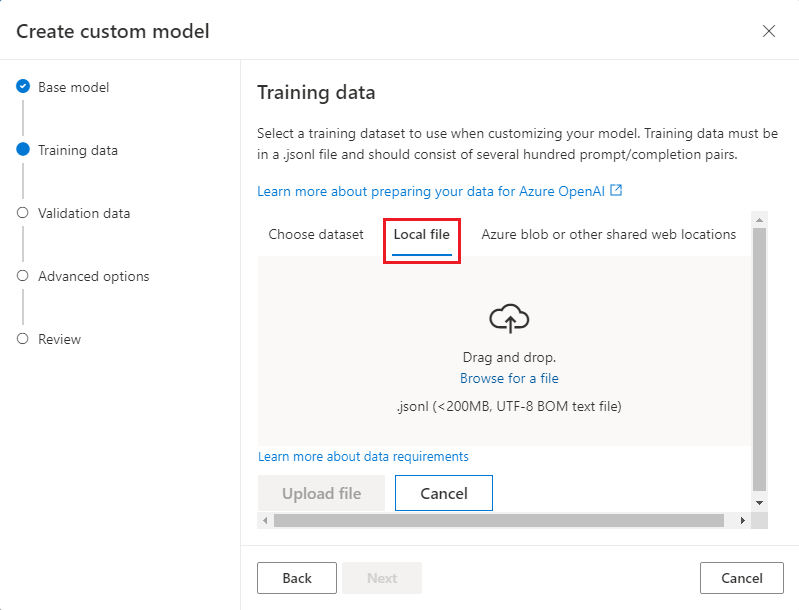 Create custom model
Base model
Training data
Validation data
Advanced options
Review
Training data
Select a training dataset to use when customizing your model. Training data must be
in a .jsonl file and should consist of several hundred prompt/completion pairs.
Learn more about preparing your data for Azure OpenAI
Choose dataset Local file Azure blob or other shared web locations
Drag and drop.
Browse for a file
.jsonl (<200MB, UTF-8 BOM text file)
Learn more about data requirements
Upload file Cancel
Back Next Cancel